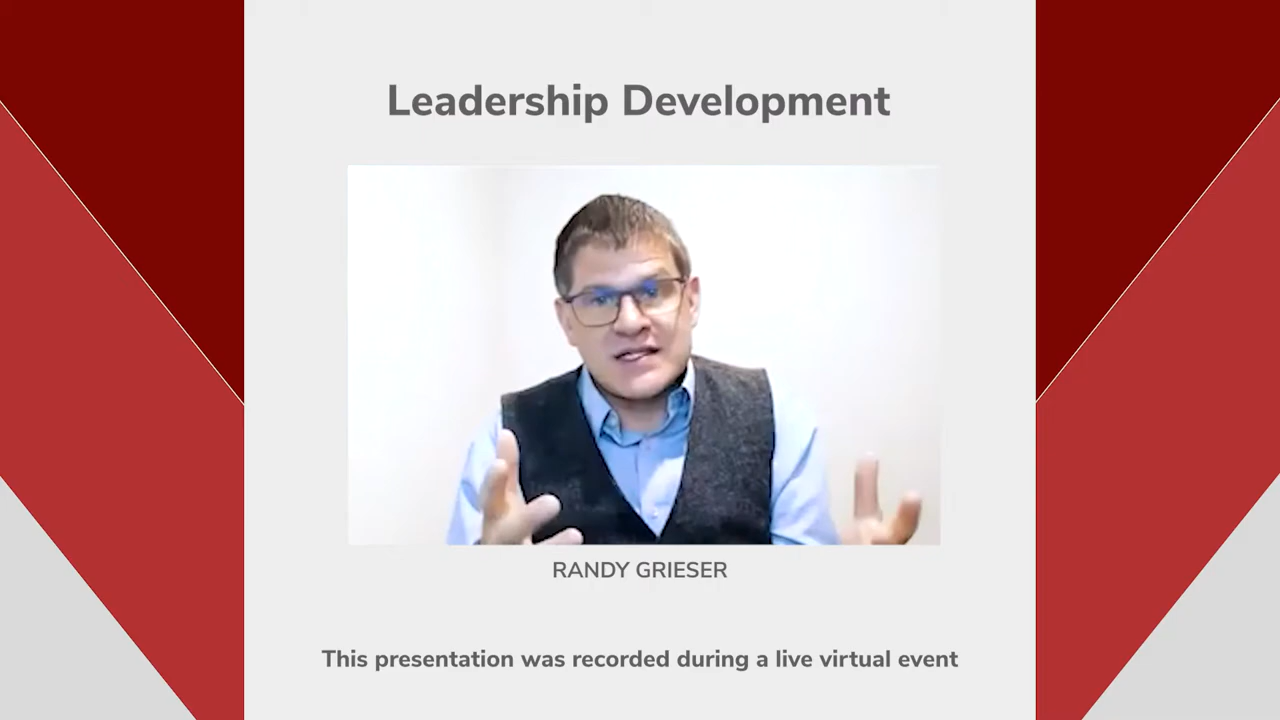 Leadership Development
RANDY GRIESER
This presentation was recorded during a live virtual event